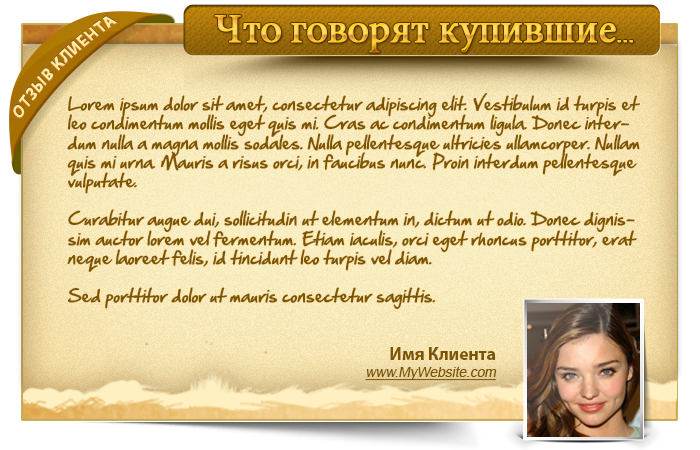 Что говорят купившие...
ОТЗЫВ КЛИЕНТА
Lorem ipsum dolor sit amet, consectetur adipiscing elit. Vestibulum id turpis et
leo condimentum mollis eget quis mi. Cras ac condimentum ligula. Donec inter-
dum nulla a magna mollis sodales. Nulla pellentesque ultricies ullamcorper. Nullam
quis mi urna. Mauris a risus orci, in faucibus nunc. Proin interdum pellentesque
vulputate.
Curabitur augue dui, sollicitudin ut elementum in, dictum ut odio. Donec dignis-
sim auctor lorem vel fermentum. Etiam iaculis, orci eget rhoncus porttitor, erat
neque laoreet felis, id tincidunt leo turpis vel diam.
Sed porttitor dolor ut mauris consectetur sagittis.
Имя Клиента
www.MyWebsite.com